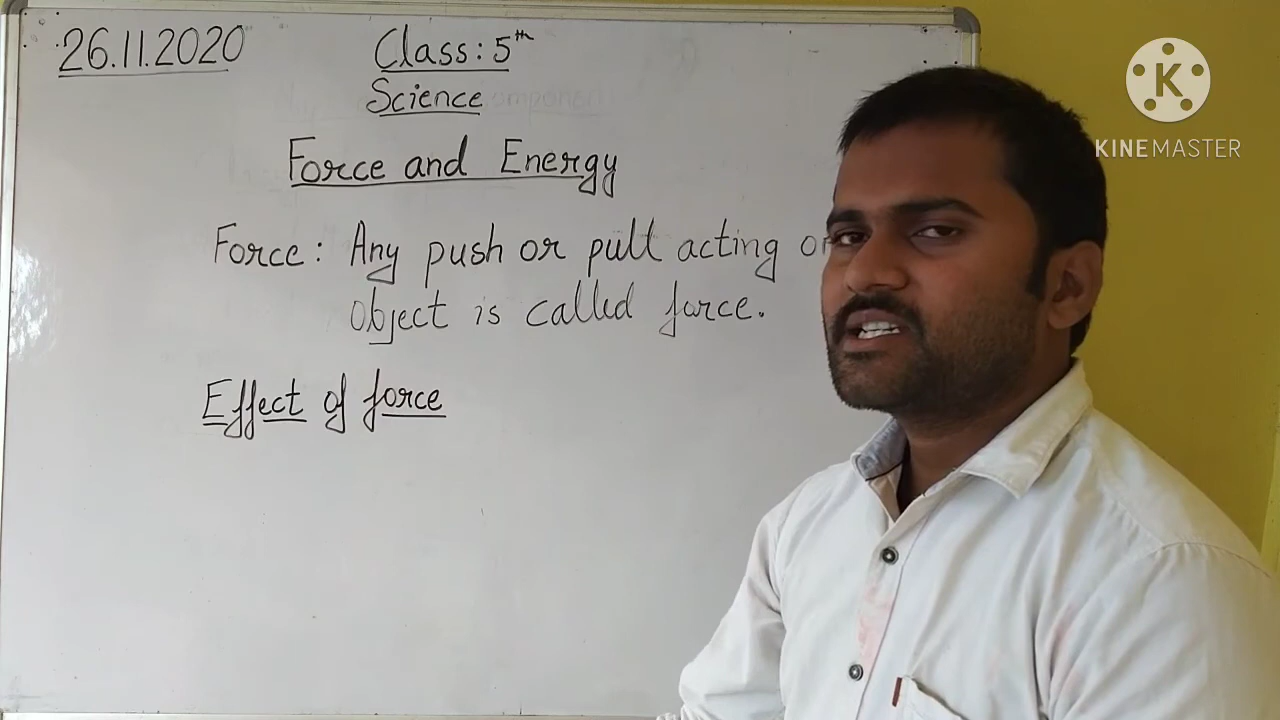 26.11.2020
Class: 5th
Science
Force and Energy
Force: Any push or pull acting on
object is called force.
Effect of force
K
KINEMASTER